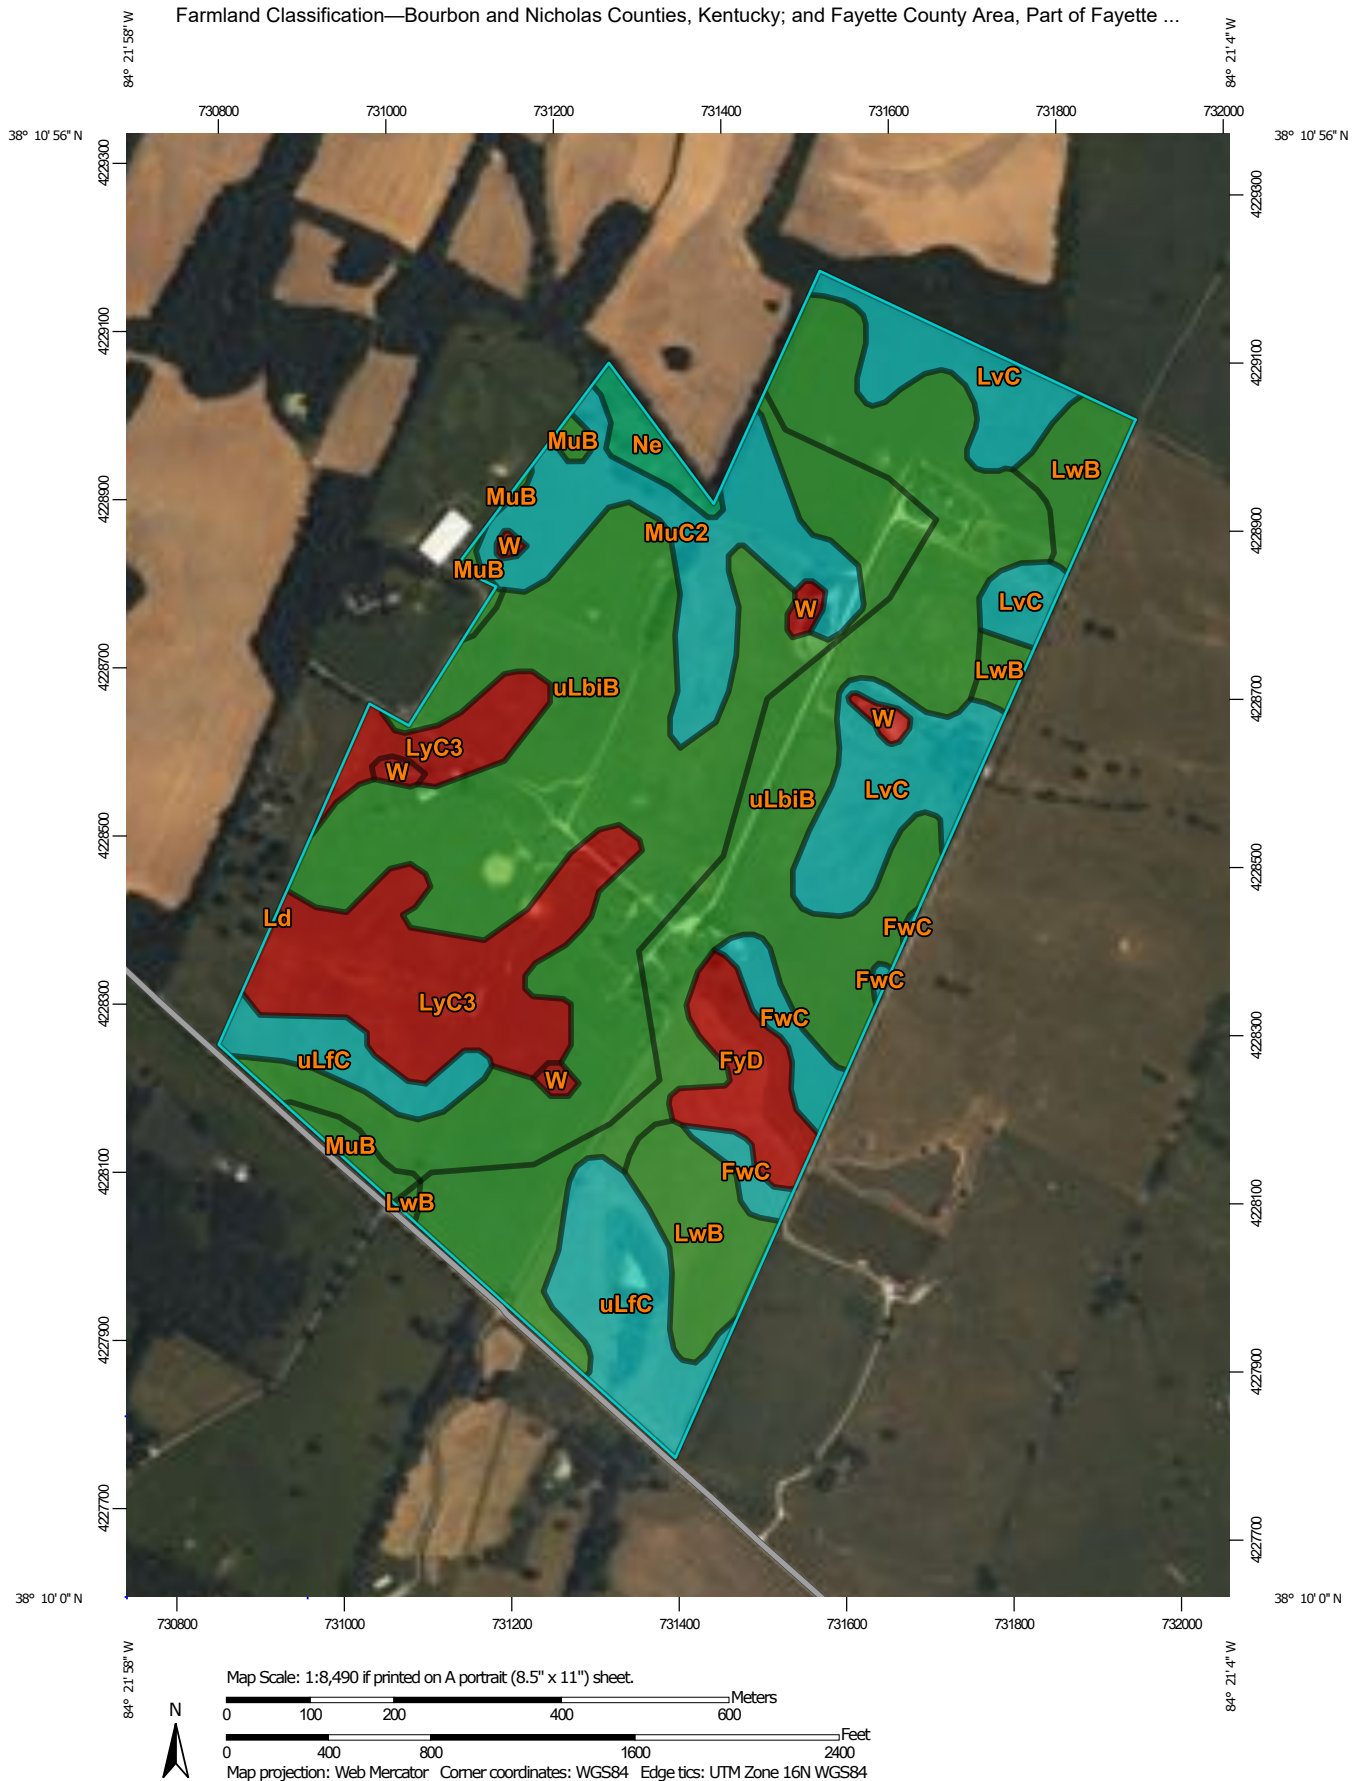 Farmland Classification—Bourbon and Nicholas Counties, Kentucky; and Fayette County Area, Part of Fayette ...
84° 21' 58'' W
84° 21' 4'' W
730800 731000 731200 731400 731600 731800 732000
38° 10' 56'' N
38° 10' 56'' N
4229300
4229300
4229100
4229100
LvC
MuB
Ne
LwB
MuB
4228900
4228900
MuC2
W
MuB
LvC
W
4228700
LwB
uLbiB
4228700
W
LyC3
W
LvC
uLbiB
4228500
4228500
Ld
FwC
FwC
LyC3
4228300
FwC
4228300
uLfC
FyD
W
MuB
4228100
FwC
LwB
4228100
LwB
uLfC
4227900
4227900
4227700
4227700
38° 10' 0'' N
38° 10' 0'' N
730800 731000 731200 731400 731600 731800 732000
84° 21' 58'' W
84° 21' 4'' W
Map Scale: 1:8,490 if printed on A portrait (8.5" x 11") sheet.
Meters
0 100 200 400 600
N
Feet
0 400 800 1600 2400
Map projection: Web Mercator Corner coordinates: WGS84 Edge tics: UTM Zone 16N WGS84